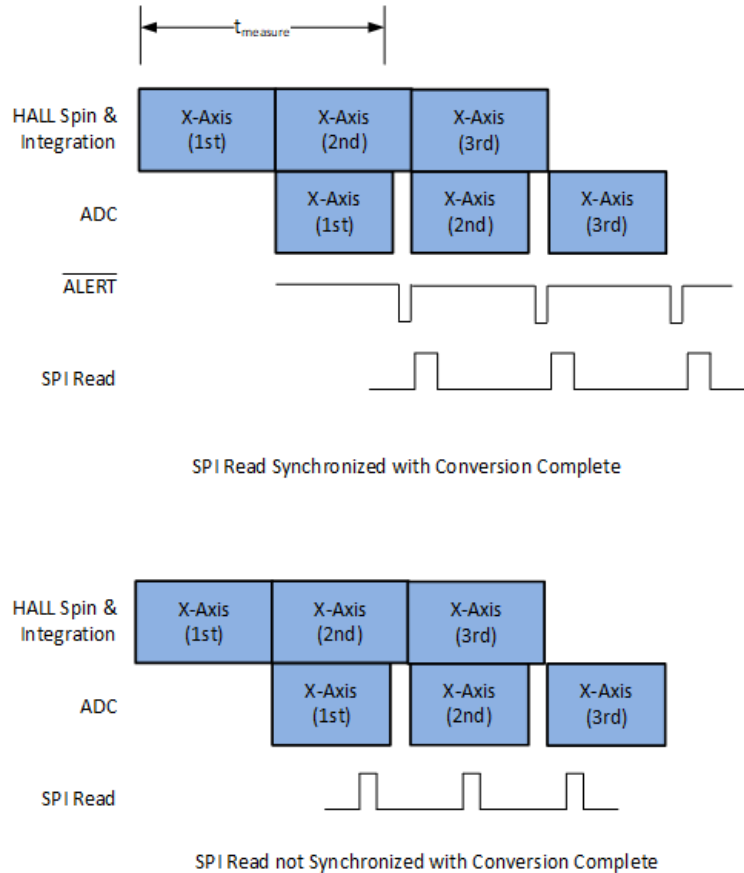 tmeasure
HALL Spin &
Integration
X-Axis
(1st)
X-Axis
(2nd)
X-Axis
(3rd)
ADC
X-Axis
(1st)
X-Axis
(2nd)
X-Axis
(3rd)
ALERT
SPI Read
SPI Read Synchronized with Conversion Complete
HALL Spin &
Integration
X-Axis
(1st)
X-Axis
(2nd)
X-Axis
(3rd)
ADC
X-Axis
(1st)
X-Axis
(2nd)
X-Axis
(3rd)
SPI Read
SPI Read not Synchronized with Conversion Complete